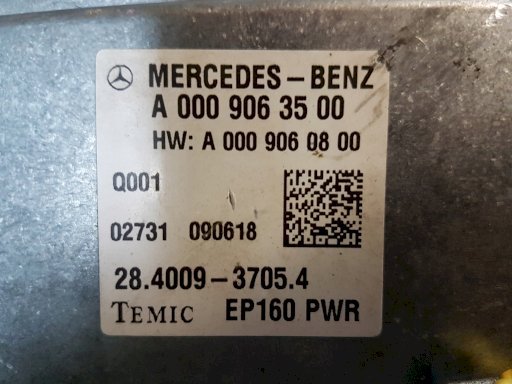 MERCEDES-BENZ
A 000 906 35 00
HW: A 000 906 08 00
Q001
02731 090618
28.4009-3705.4
TEMIC EP160 PWR